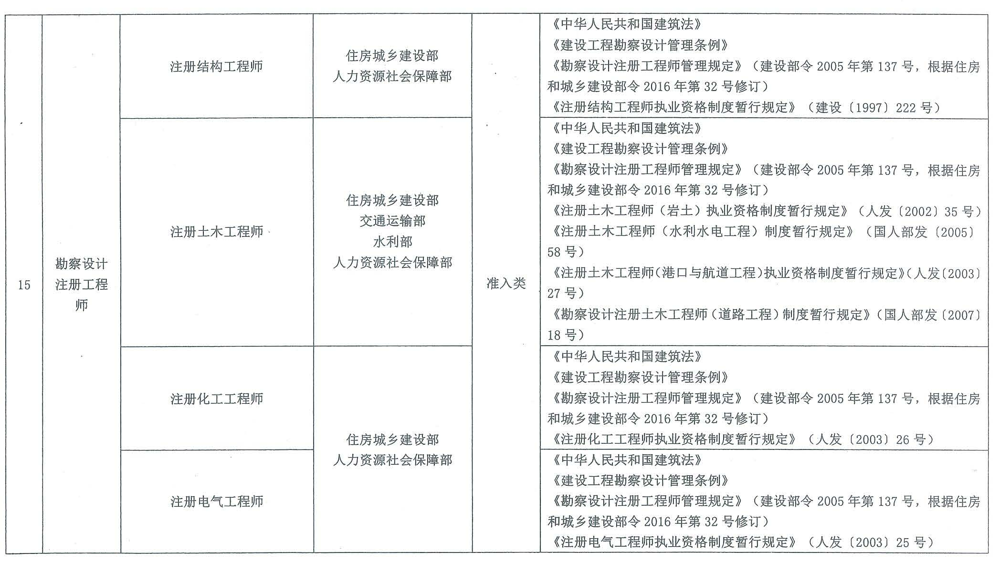 15
勘察设计
注册工程
师
注册结构工程师
住房城乡建设部
人力资源社会保障部
准入类
《中华人民共和国建筑法》
《建设工程勘察设计管理条例》
《勘察设计注册工程师管理规定》（建设部令 2005 年第 137 号，根据住房
和城乡建设部令 2016 年第 32 号修订）
《注册结构工程师执业资格制度暂行规定》（建设〔1997〕222 号）
注册土木工程师
住房城乡建设部
交通运输部
水利部
人力资源社会保障部
《中华人民共和国建筑法》
《建设工程勘察设计管理条例》
《勘察设计注册工程师管理规定》（建设部令 2005 年第 137 号，根据住房
和城乡建设部令 2016 年第 32 号修订）
《注册土木工程师（岩土）执业资格制度暂行规定》（人发〔2002〕35 号）
《注册土木工程师（水利水电工程）制度暂行规定》（国人部发〔2005〕
58 号）
《注册土木工程师（港口与航道工程）执业资格制度暂行规定》（人发〔2003〕
27 号）
《勘察设计注册土木工程师（道路工程）制度暂行规定》（国人部发〔2007〕
18 号）
注册化工工程师
住房城乡建设部
人力资源社会保障部
《中华人民共和国建筑法》
《建设工程勘察设计管理条例》
《勘察设计注册工程师管理规定》（建设部令 2005 年第 137 号，根据住房
和城乡建设部令 2016 年第 32 号修订）
《注册化工工程师执业资格制度暂行规定》（人发〔2003〕26 号）
注册电气工程师
《中华人民共和国建筑法》
《建设工程勘察设计管理条例》
《勘察设计注册工程师管理规定》（建设部令 2005 年第 137 号，根据住房
和城乡建设部令 2016 年第 32 号修订）
《注册电气工程师执业资格制度暂行规定》（人发〔2003〕25 号）